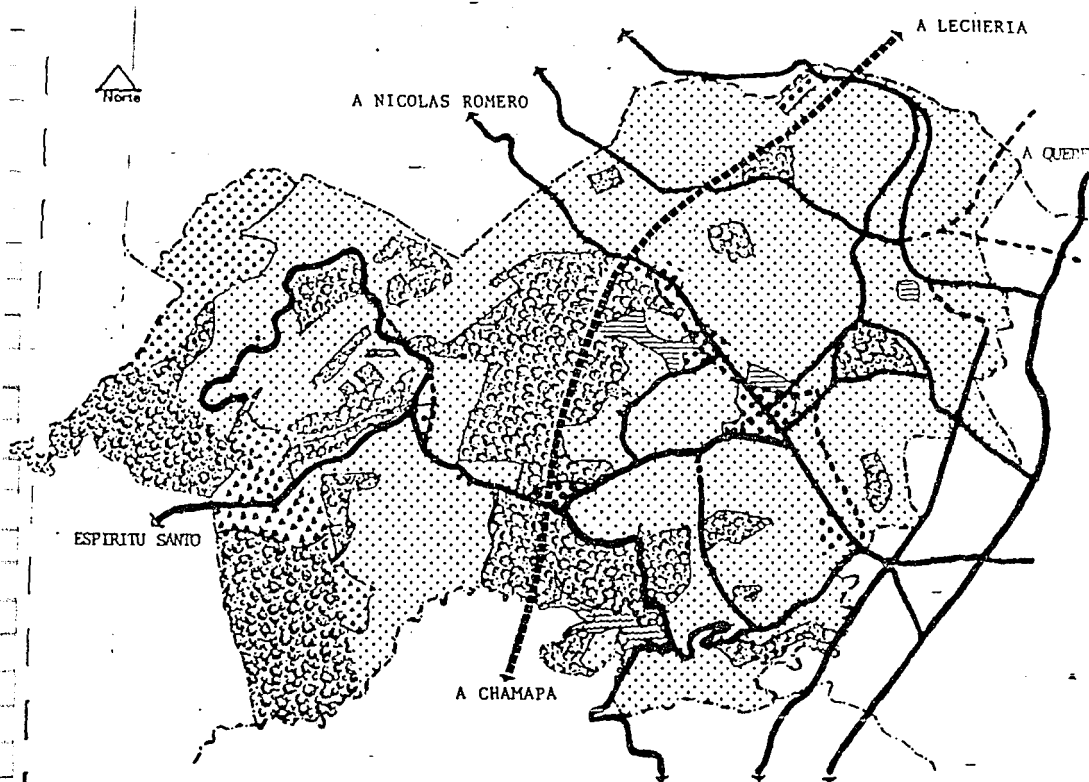 A LECHERIA
Norte
A NICOLAS ROMERO
A
ESPIRITU SANTO
A CHAMAPA